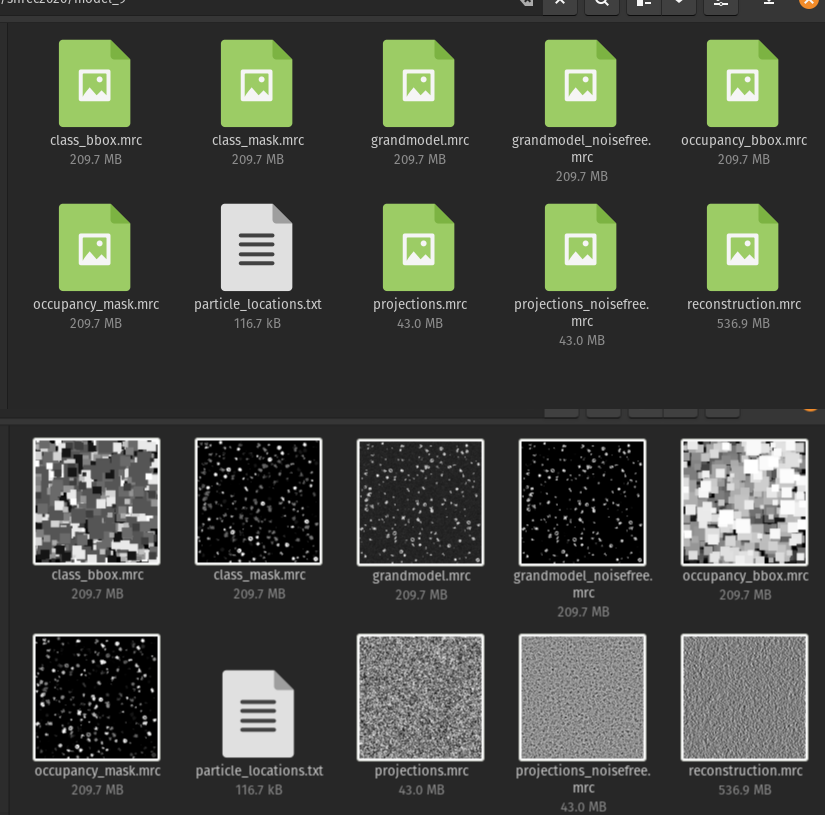 /shrec2020/model_9
class_bbox.mrc
209.7 MB
class_mask.mrc
209.7 MB
grandmodel.mrc
209.7 MB
grandmodel_noisefree.
mrc
209.7 MB
occupancy_bbox.mrc
209.7 MB
occupancy_mask.mrc
209.7 MB
particle_locations.txt
116.7 kB
projections.mrc
43.0 MB
projections_noisefree.
mrc
43.0 MB
reconstruction.mrc
536.9 MB
class_bbox.mrc
209.7 MB
class_mask.mrc
209.7 MB
grandmodel.mrc
209.7 MB
grandmodel_noisefree.
mrc
209.7 MB
occupancy_bbox.mrc
209.7 MB
occupancy_mask.mrc
209.7 MB
particle_locations.txt
116.7 kB
projections.mrc
43.0 MB
projections_noisefree.
mrc
43.0 MB
reconstruction.mrc
536.9 MB